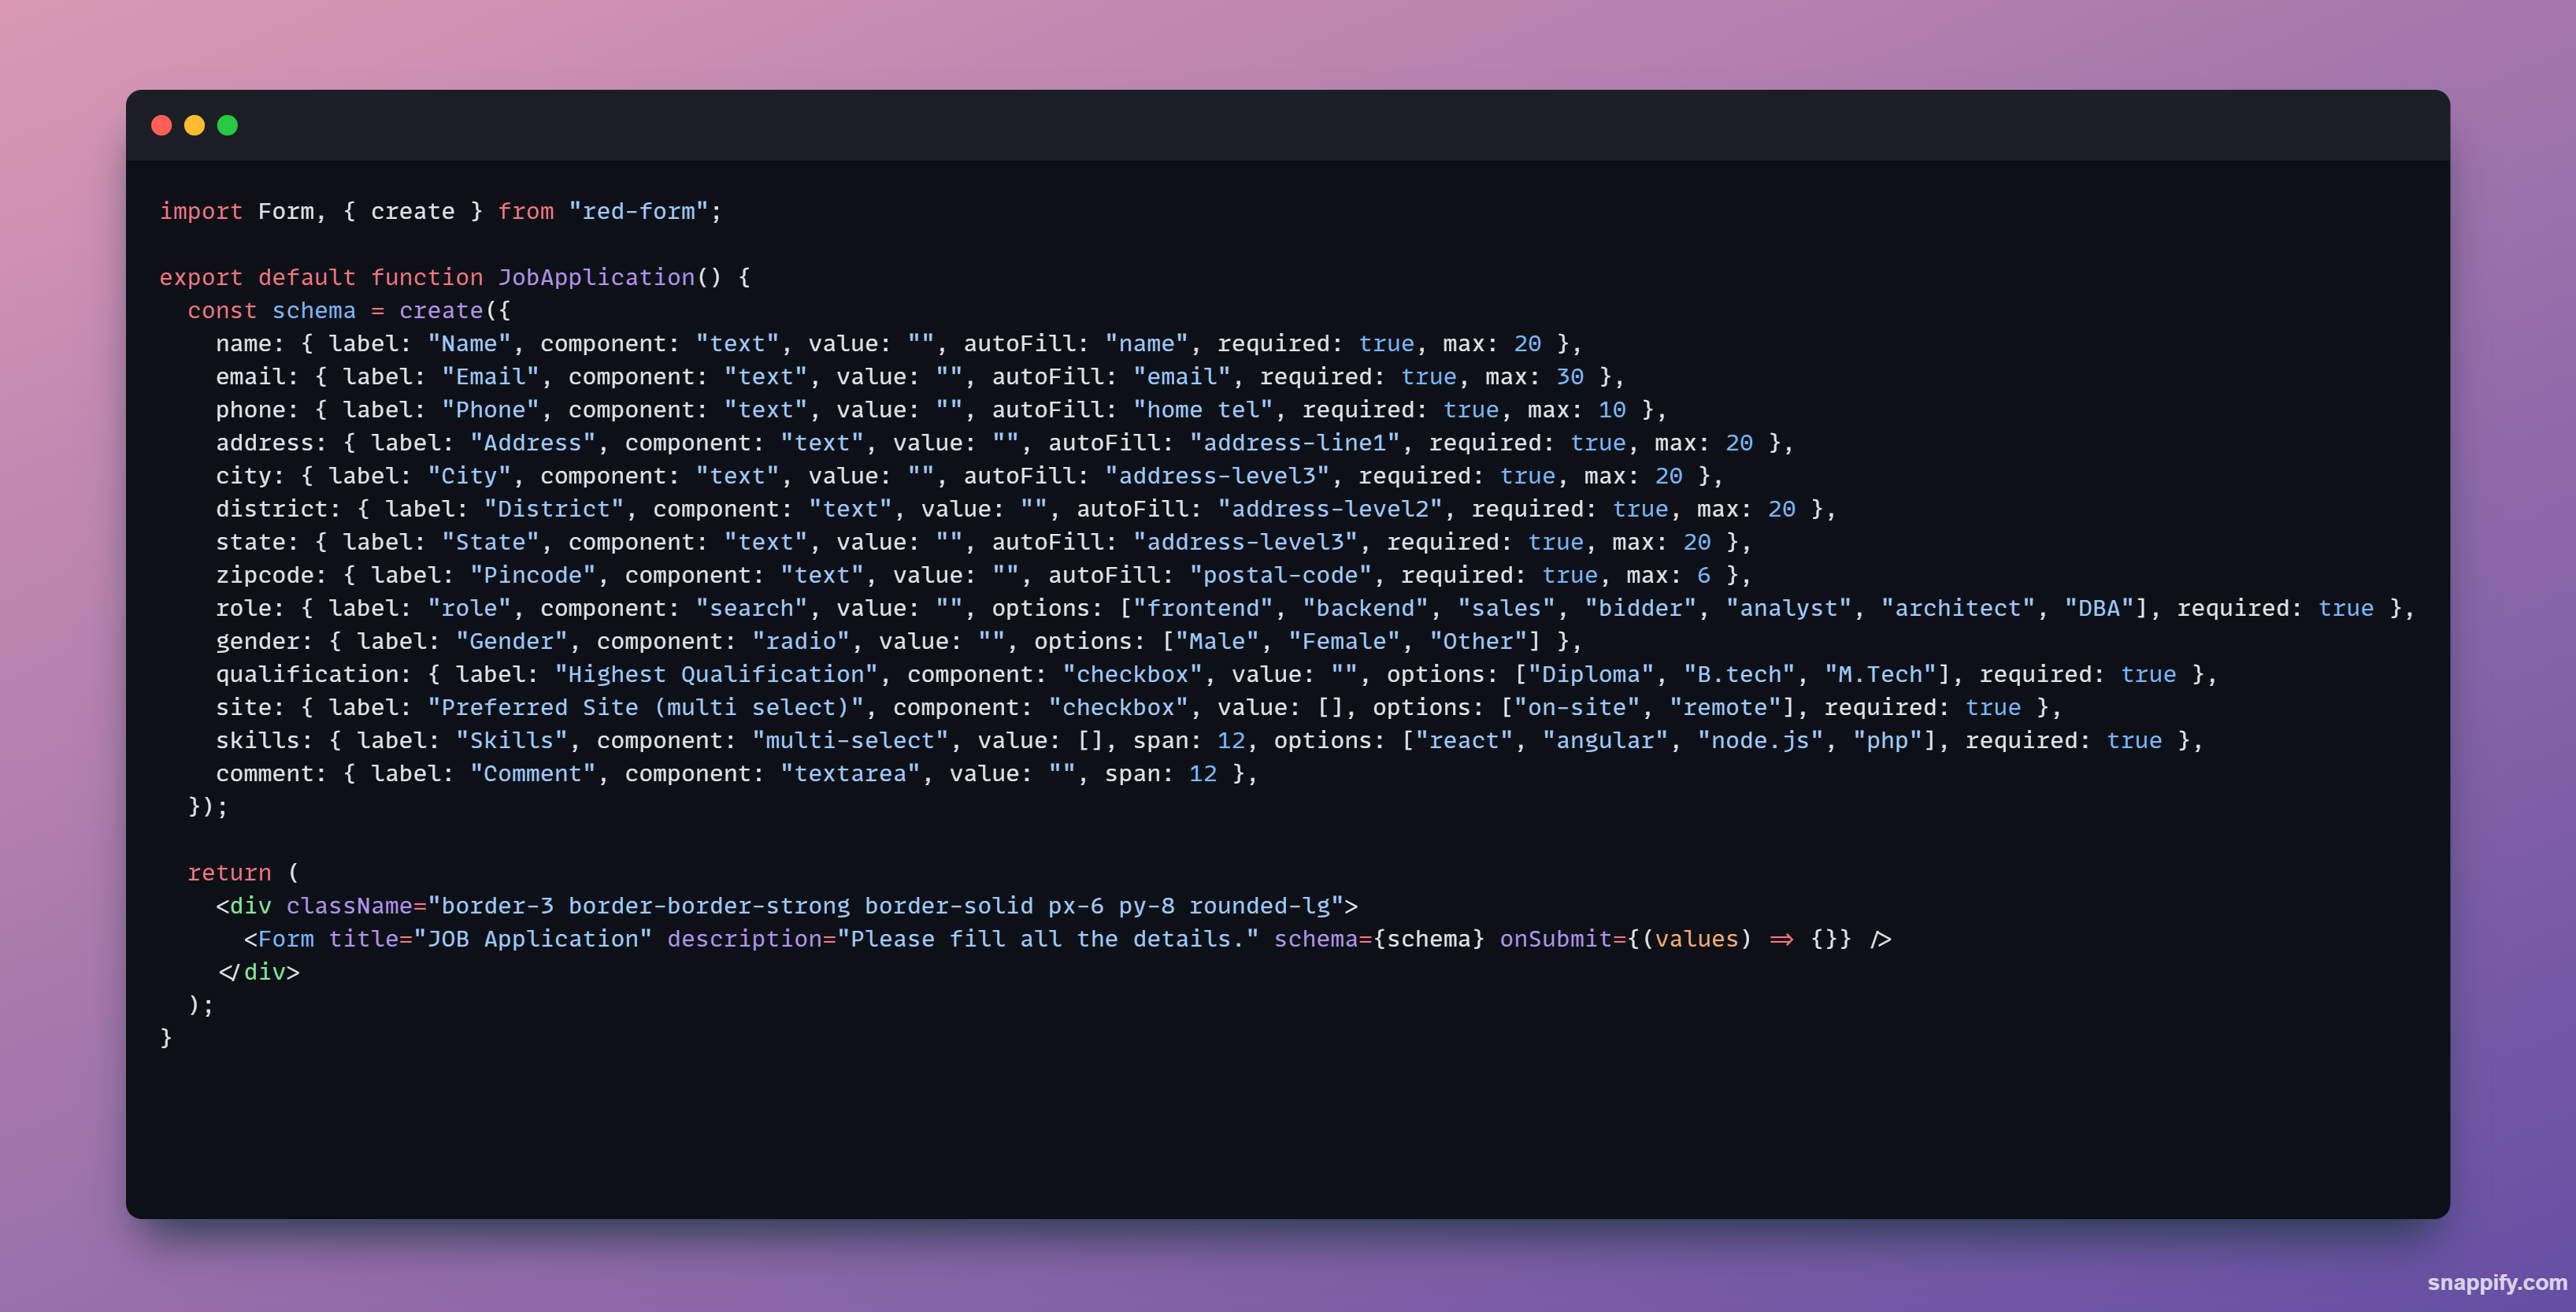 import Form, { create } from "red-form";

export default function JobApplication() {
  const schema = create({
    name: { label: "Name", component: "text", value: "", autoFill: "name", required: true, max: 20 },
    email: { label: "Email", component: "text", value: "", autoFill: "email", required: true, max: 30 },
    phone: { label: "Phone", component: "text", value: "", autoFill: "home tel", required: true, max: 10 },
    address: { label: "Address", component: "text", value: "", autoFill: "address-line1", required: true, max: 20 },
    city: { label: "City", component: "text", value: "", autoFill: "address-level3", required: true, max: 20 },
    district: { label: "District", component: "text", value: "", autoFill: "address-level2", required: true, max: 20 },
    state: { label: "State", component: "text", value: "", autoFill: "address-level3", required: true, max: 20 },
    zipcode: { label: "Pincode", component: "text", value: "", autoFill: "postal-code", required: true, max: 6 },
    role: { label: "role", component: "search", value: "", options: ["frontend", "backend", "sales", "bidder", "analyst", "architect", "DBA"], required: true },
    gender: { label: "Gender", component: "radio", value: "", options: ["Male", "Female", "Other"] },
    qualification: { label: "Highest Qualification", component: "checkbox", value: "", options: ["Diploma", "B.tech", "M.Tech"], required: true },
    site: { label: "Preferred Site (multi select)", component: "checkbox", value: [], options: ["on-site", "remote"], required: true },
    skills: { label: "Skills", component: "multi-select", value: [], span: 12, options: ["react", "angular", "node.js", "php"], required: true },
    comment: { label: "Comment", component: "textarea", value: "", span: 12 },
  });

  return (
    <div className="border-3 border-border-strong border-solid px-6 py-8 rounded-lg">
      <Form title="JOB Application" description="Please fill all the details." schema={schema} onSubmit={(values) => {}} />
    </div>
  );
}
snappify.com